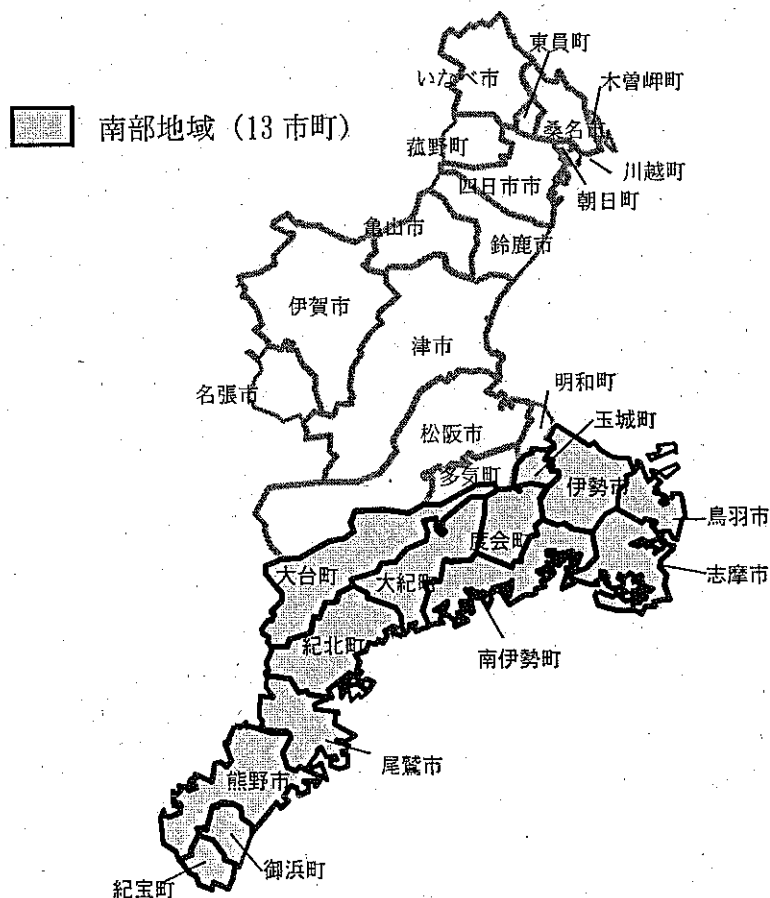 東員町
いなべ市
木曽岬町
南部地域（13 市町）
桑名市
菰野町
川越町
四日市市
朝日町
亀山市
鈴鹿市
伊賀市
津市
明和町
名張市
玉城町
松阪市
多気町
伊勢市
鳥羽市
度会町
大台町
大紀町
志摩市
紀北町
南伊勢町
尾鷲市
熊野市
御浜町
紀宝町